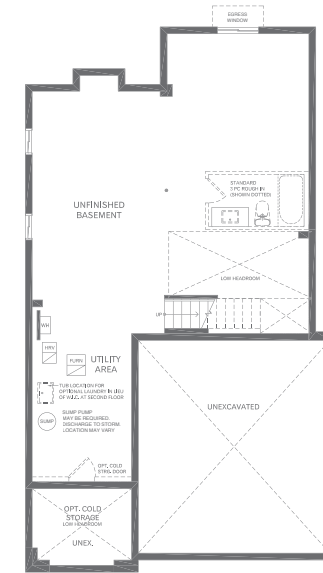 EGRESS
WINDOW
STANDARD
3 PC ROUGH IN
(SHOWN DOTTED)
UNFINISHED
BASEMENT
LOW HEADROOM
UP
WH
HRV
FURN
UTILITY
AREA
TUB LOCATION FOR
OPTIONAL LAUNDRY IN LIEU
OF W.I.C. AT SECOND FLOOR
SUMP
SUMP PUMP
MAY BE REQUIRED.
DISCHARGE TO STORM.
LOCATION MAY VARY
UNEXCAVATED
OPT. COLD
STRG. DOOR
OPT. COLD
STORAGE
LOW HEADROOM
UNEX.